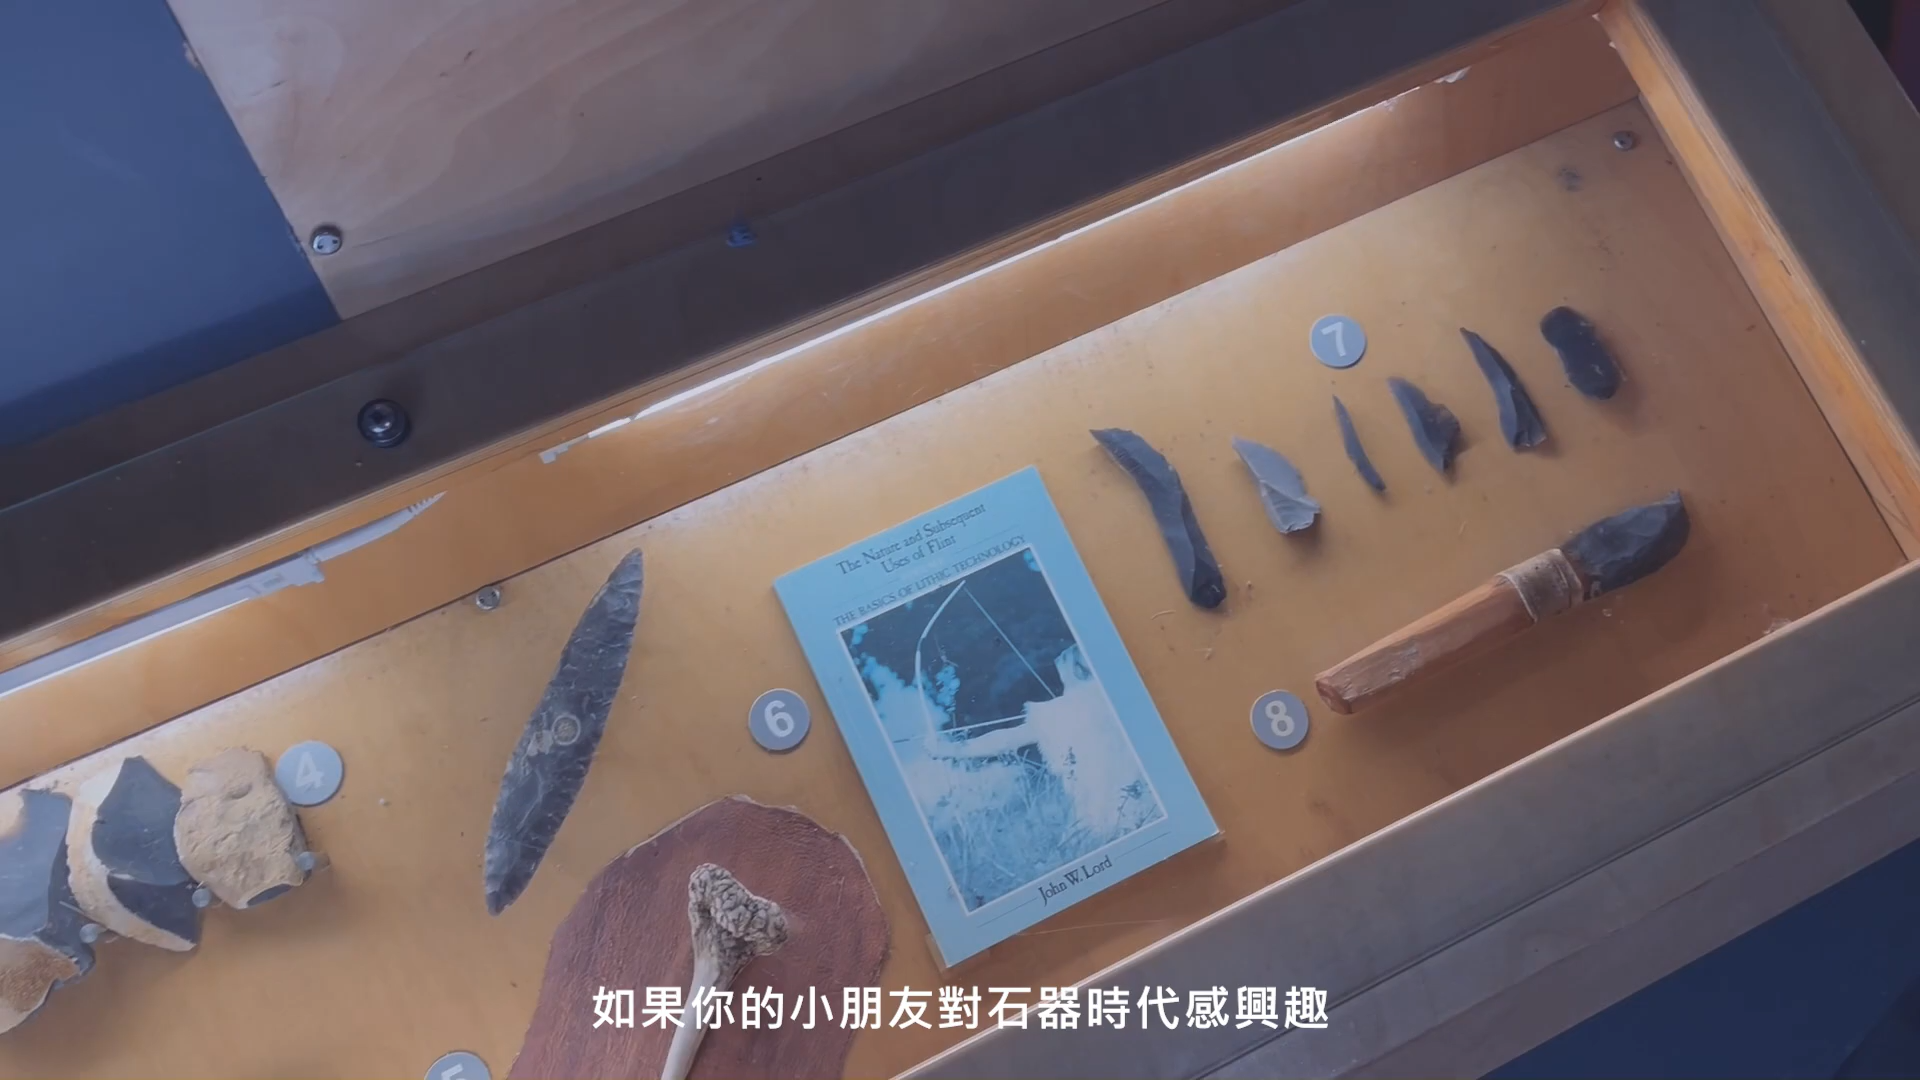 7
The Nature and Subsequent
Uses of Flint
THE BASICS OF LITHIC TECHNOLOGY
6
8
4
John W. Lord
5
如果你的小朋友對石器時代感興趣